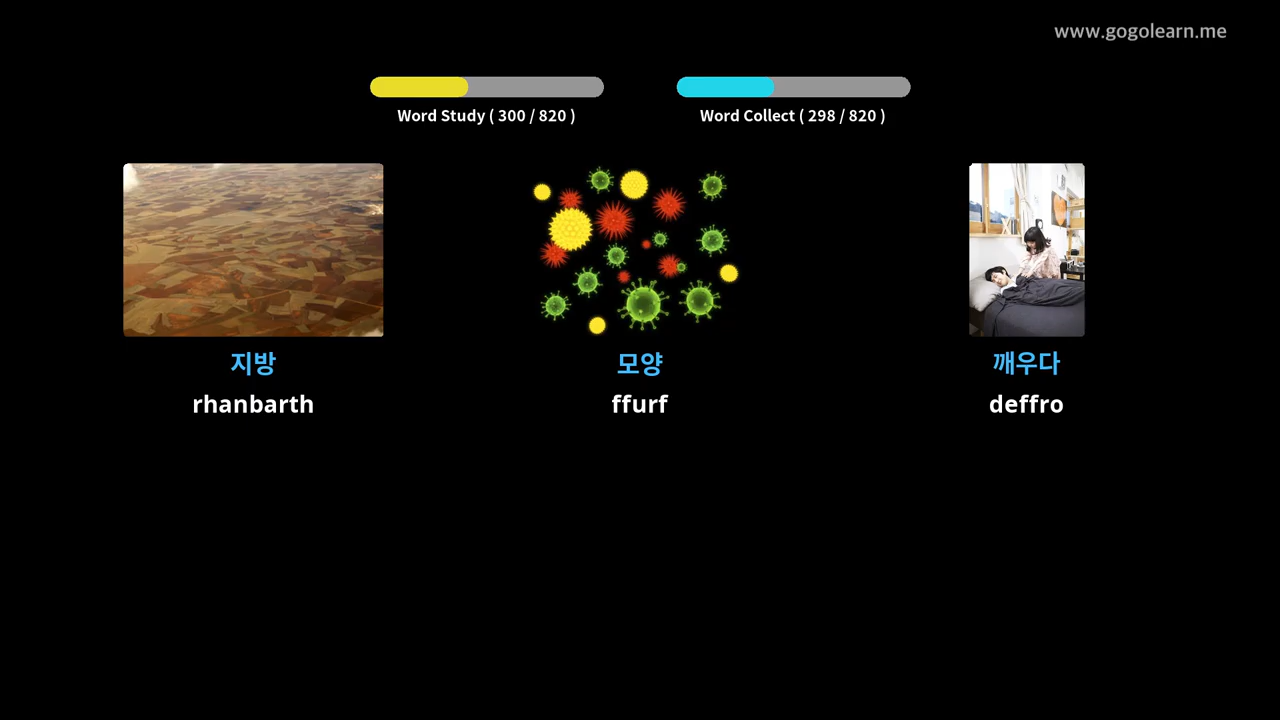 www.gogolearn.me
Word Study ( 300 / 820 )
Word Collect ( 298 / 820 )
지방
모양
깨우다
rhanbarth
ffurf
deffro